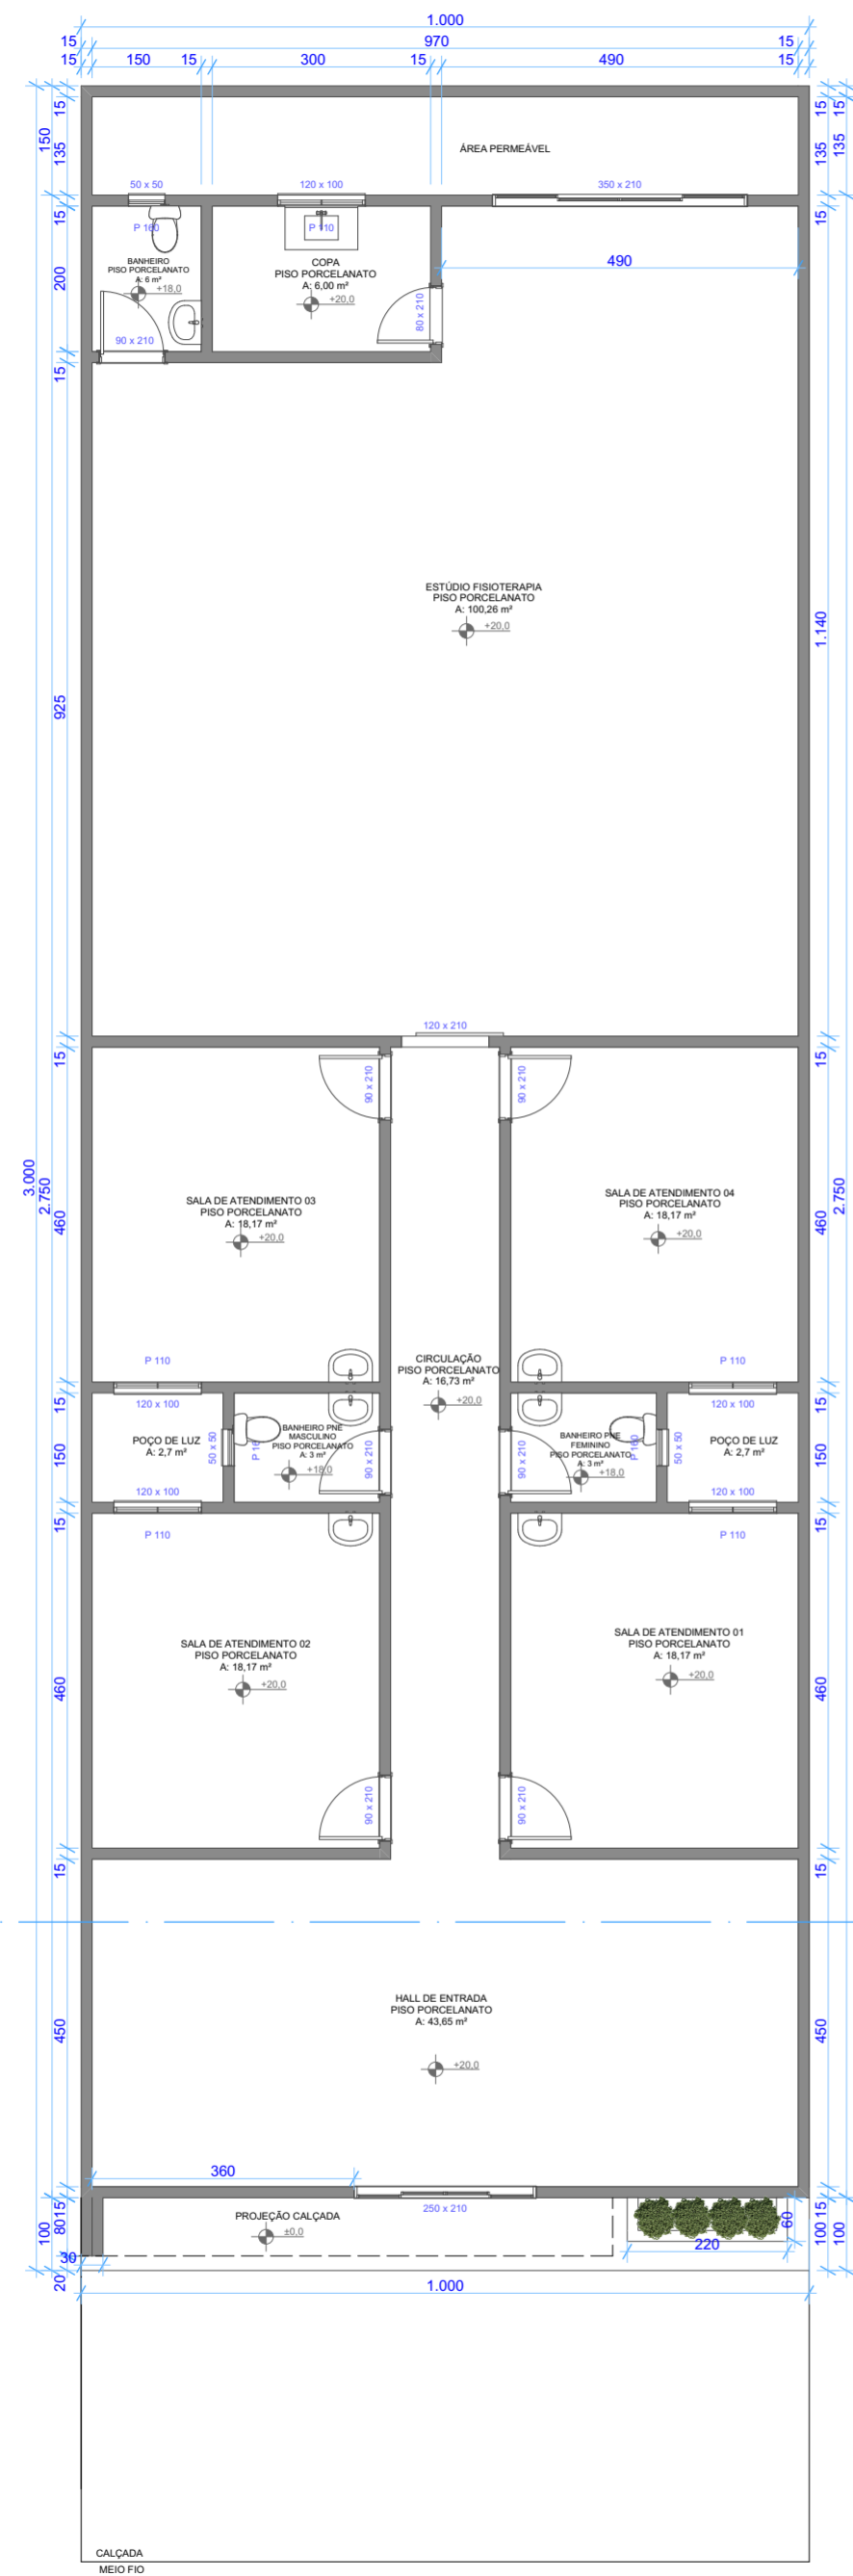 1.000
15 970 15
15 150 15 300 15 490 15
15
150
135
15
15
135
135
ÁREA PERMEÁVEL
50 x 50
120 x 100
350 x 210
15
15
P 160
P 110
BANHEIRO
PISO PORCELANATO
A: 6 m²
+18,0
COPA
PISO PORCELANATO
A: 6,00 m²
+20,0
490
200
80 x 210
90 x 210
15
ESTÚDIO FISIOTERAPIA
PISO PORCELANATO
A: 100,26 m²
+20,0
1.140
925
120 x 210
15
15
90 x 210
90 x 210
3.000
2.750
2.750
460
460
SALA DE ATENDIMENTO 03
PISO PORCELANATO
A: 18,17 m²
+20,0
SALA DE ATENDIMENTO 04
PISO PORCELANATO
A: 18,17 m²
+20,0
P 110
P 110
CIRCULAÇÃO
PISO PORCELANATO
A: 16,73 m²
+20,0
15
15
120 x 100
120 x 100
150
150
POÇO DE LUZ
A: 2,7 m²
50 x 50
P 160
BANHEIRO PNE
MASCULINO
PISO PORCELANATO
A: 3 m²
+18,0
90 x 210
90 x 210
BANHEIRO PNE
FEMININO
PISO PORCELANATO
A: 3 m²
+18,0
P 160
50 x 50
POÇO DE LUZ
A: 2,7 m²
120 x 100
120 x 100
15
15
P 110
P 110
SALA DE ATENDIMENTO 02
PISO PORCELANATO
A: 18,17 m²
+20,0
SALA DE ATENDIMENTO 01
PISO PORCELANATO
A: 18,17 m²
+20,0
460
460
90 x 210
90 x 210
15
15
HALL DE ENTRADA
PISO PORCELANATO
A: 43,65 m²
+20,0
450
450
360
250 x 210
PROJEÇÃO CALÇADA
±0,0
15
80
100
15
100
100
60
220
30
20
1.000
CALÇADA
MEIO FIO